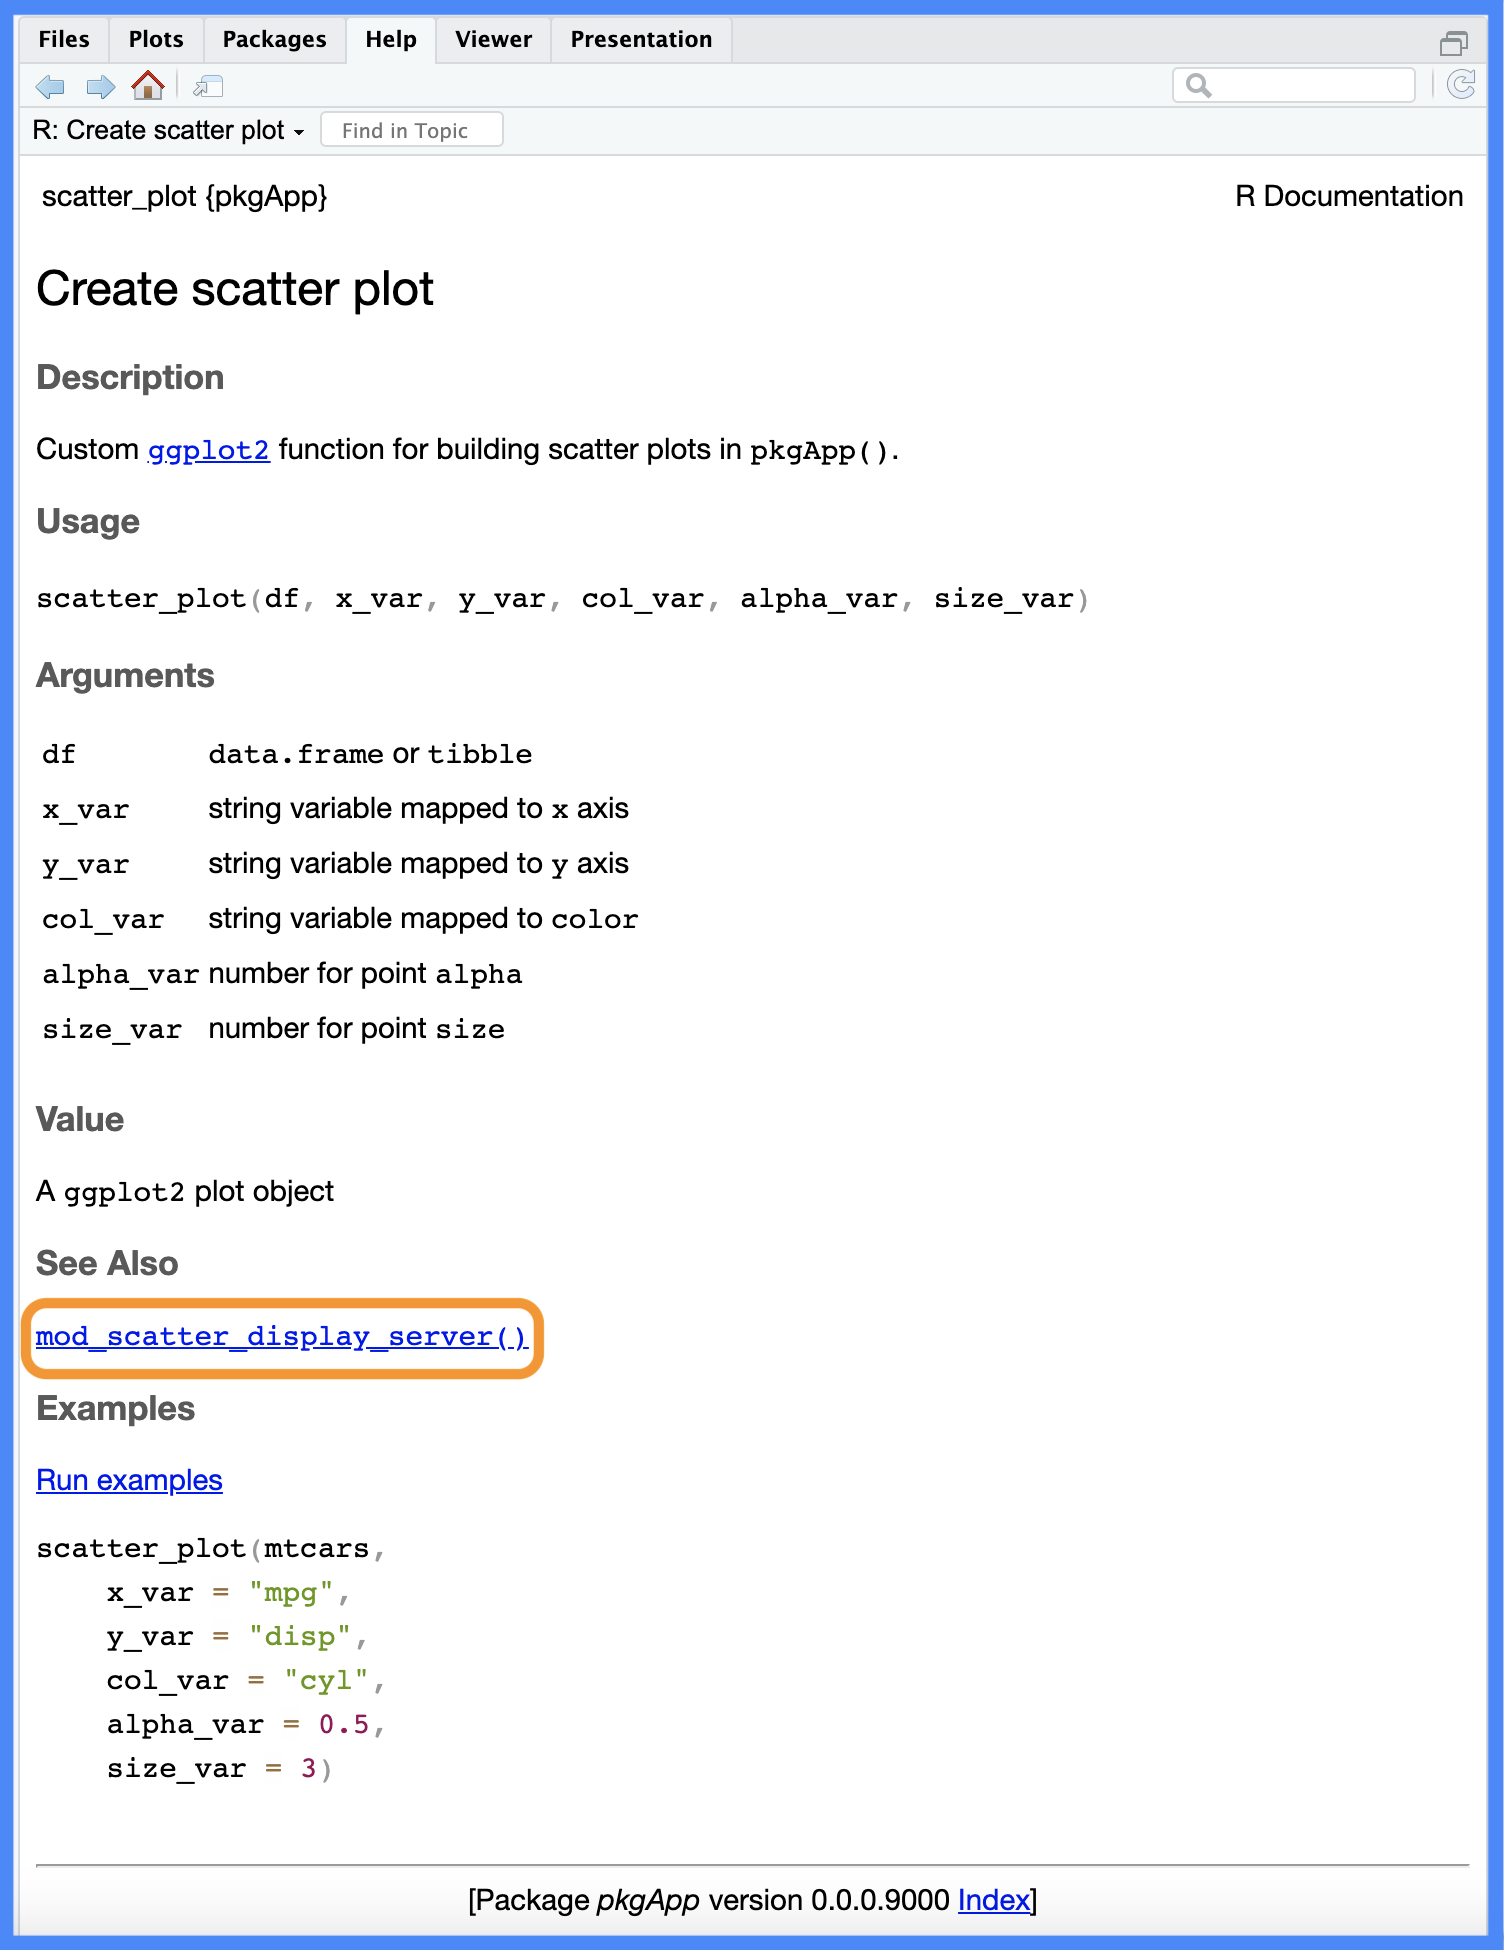 Files Plots Packages Help Viewer Presentation
R: Create scatter plot Find in Topic
scatter_plot {pkgApp} R Documentation
Create scatter plot
Description
Custom ggplot2 function for building scatter plots in pkgApp().
Usage
scatter_plot(df, x_var, y_var, col_var, alpha_var, size_var)
Arguments
df data.frame or tibble
x_var string variable mapped to x axis
y_var string variable mapped to y axis
col_var string variable mapped to color
alpha_var number for point alpha
size_var number for point size
Value
A ggplot2 plot object
See Also
mod_scatter_display_server()
Examples
Run examples
scatter_plot(mtcars,
    x_var = "mpg",
    y_var = "disp",
    col_var = "cyl",
    alpha_var = 0.5,
    size_var = 3)
[Package pkgApp version 0.0.0.9000 Index]